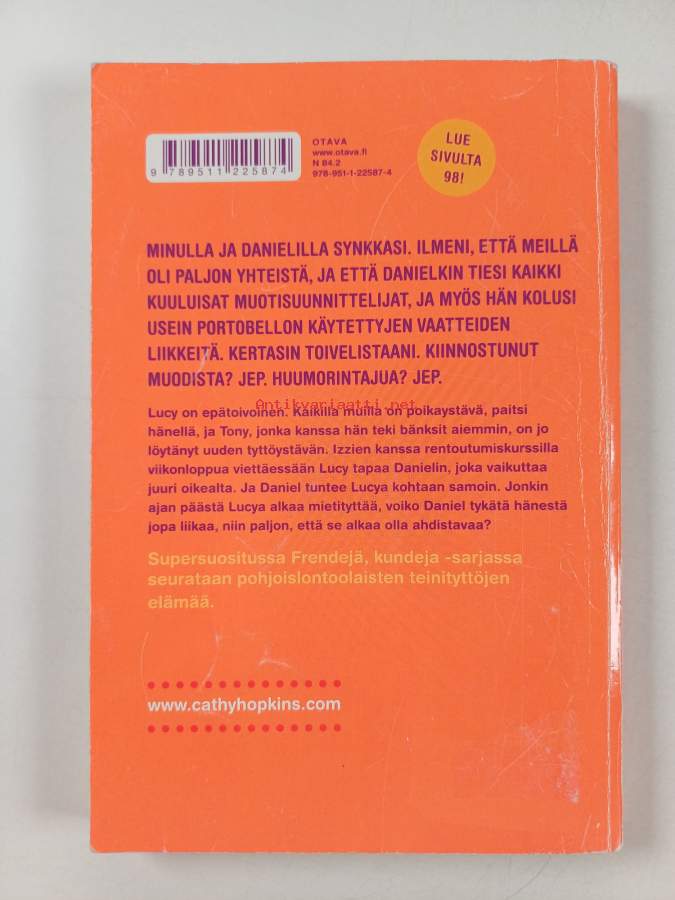 9 789511 225874
OTAVA
www.otava.fi
N 84.2
978-951-1-22587-4
LUE
SIVULTA
98!
MINULLA JA DANIELILLA SYNKKASI. ILMENI, ETTÄ MEILLÄ
OLI PALJON YHTEISTÄ, JA ETTÄ DANIELKIN TIESI KAIKKI
KUULUISAT MUOTISUUNNITTELIJAT, JA MYÖS HÄN KOLUSI
USEIN PORTOBELLON KÄYTETTYJEN VAATTEIDEN
LIIKKEITÄ. KERTASIN TOIVELISTAANI. KIINNOSTUNUT
MUODISTA? JEP. HUUMORINTAJUA? JEP.
Antikvariaatti.net
Lucy on epätoivoinen. Kaikilla muilla on poikaystävä, paitsi
hänellä, ja Tony, jonka kanssa hän teki bänksit aiemmin, on jo
löytänyt uuden tyttöystävän. Izzien kanssa rentoutumiskurssilla
viikonloppua viettäessään Lucy tapaa Danielin, joka vaikuttaa
juuri oikealta. Ja Daniel tuntee Lucya kohtaan samoin. Jonkin
ajan päästä Lucya alkaa mietityttää, voiko Daniel tykätä hänestä
jopa liikaa, niin paljon, että se alkaa olla ahdistavaa?
Supersuositussa Frendejä, kundeja -sarjassa
seurataan pohjoislontoolaisten teinityttöjen
elämää.
www.cathyhopkins.com